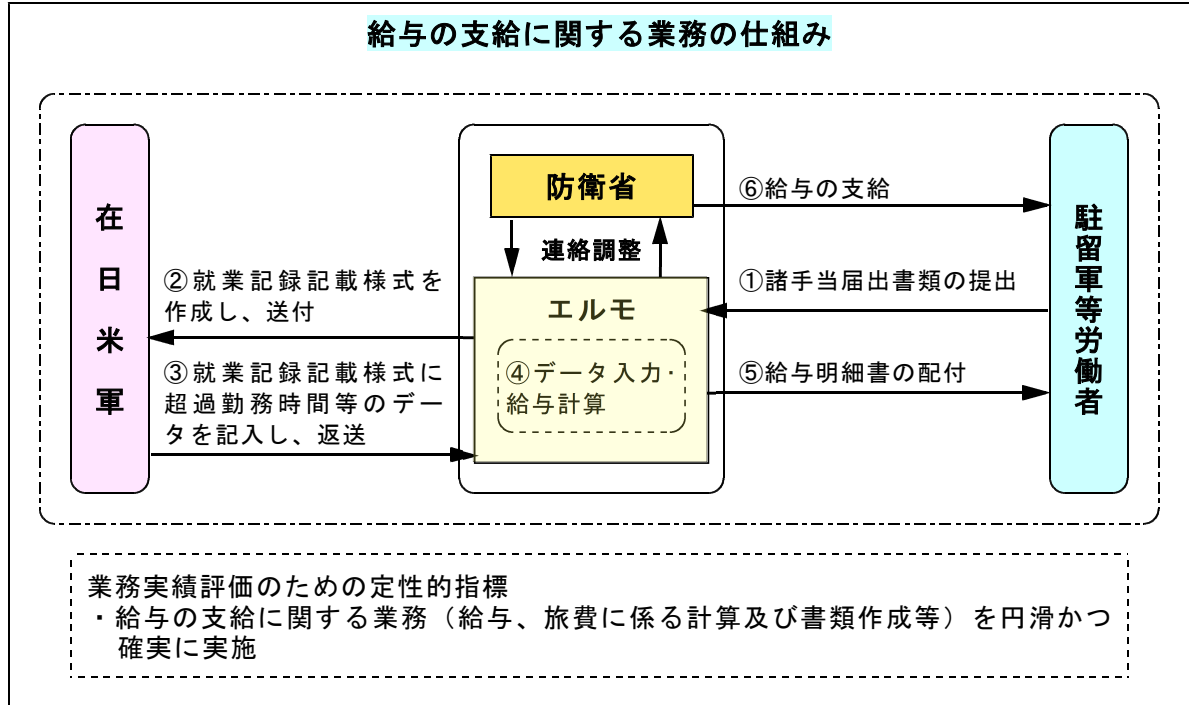 給与の支給に関する業務の仕組み
在日米軍
防衛省
連絡調整
エルモ
④データ入力・
給与計算
②就業記録記載様式を
作成し、送付
③就業記録記載様式に
超過勤務時間等のデー
タを記入し、返送
⑥給与の支給
①諸手当届出書類の提出
⑤給与明細書の配付
駐留軍等労働者
業務実績評価のための定性的指標
・給与の支給に関する業務（給与、旅費に係る計算及び書類作成等）を円滑かつ
確実に実施